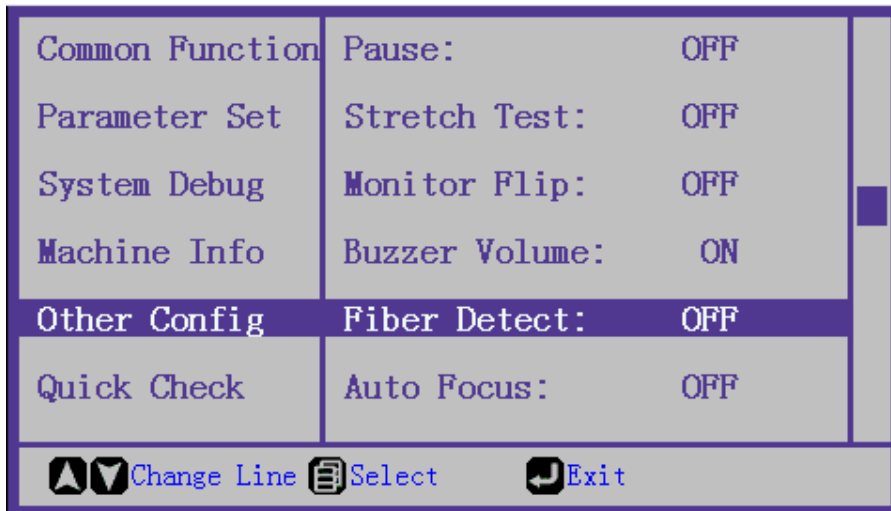 Common Function Pause: OFF
Parameter Set Stretch Test: OFF
System Debug Monitor Flip: OFF
Machine Info Buzzer Volume: ON
Other Config Fiber Detect: OFF
Quick Check Auto Focus: OFF
Change Line Select Exit